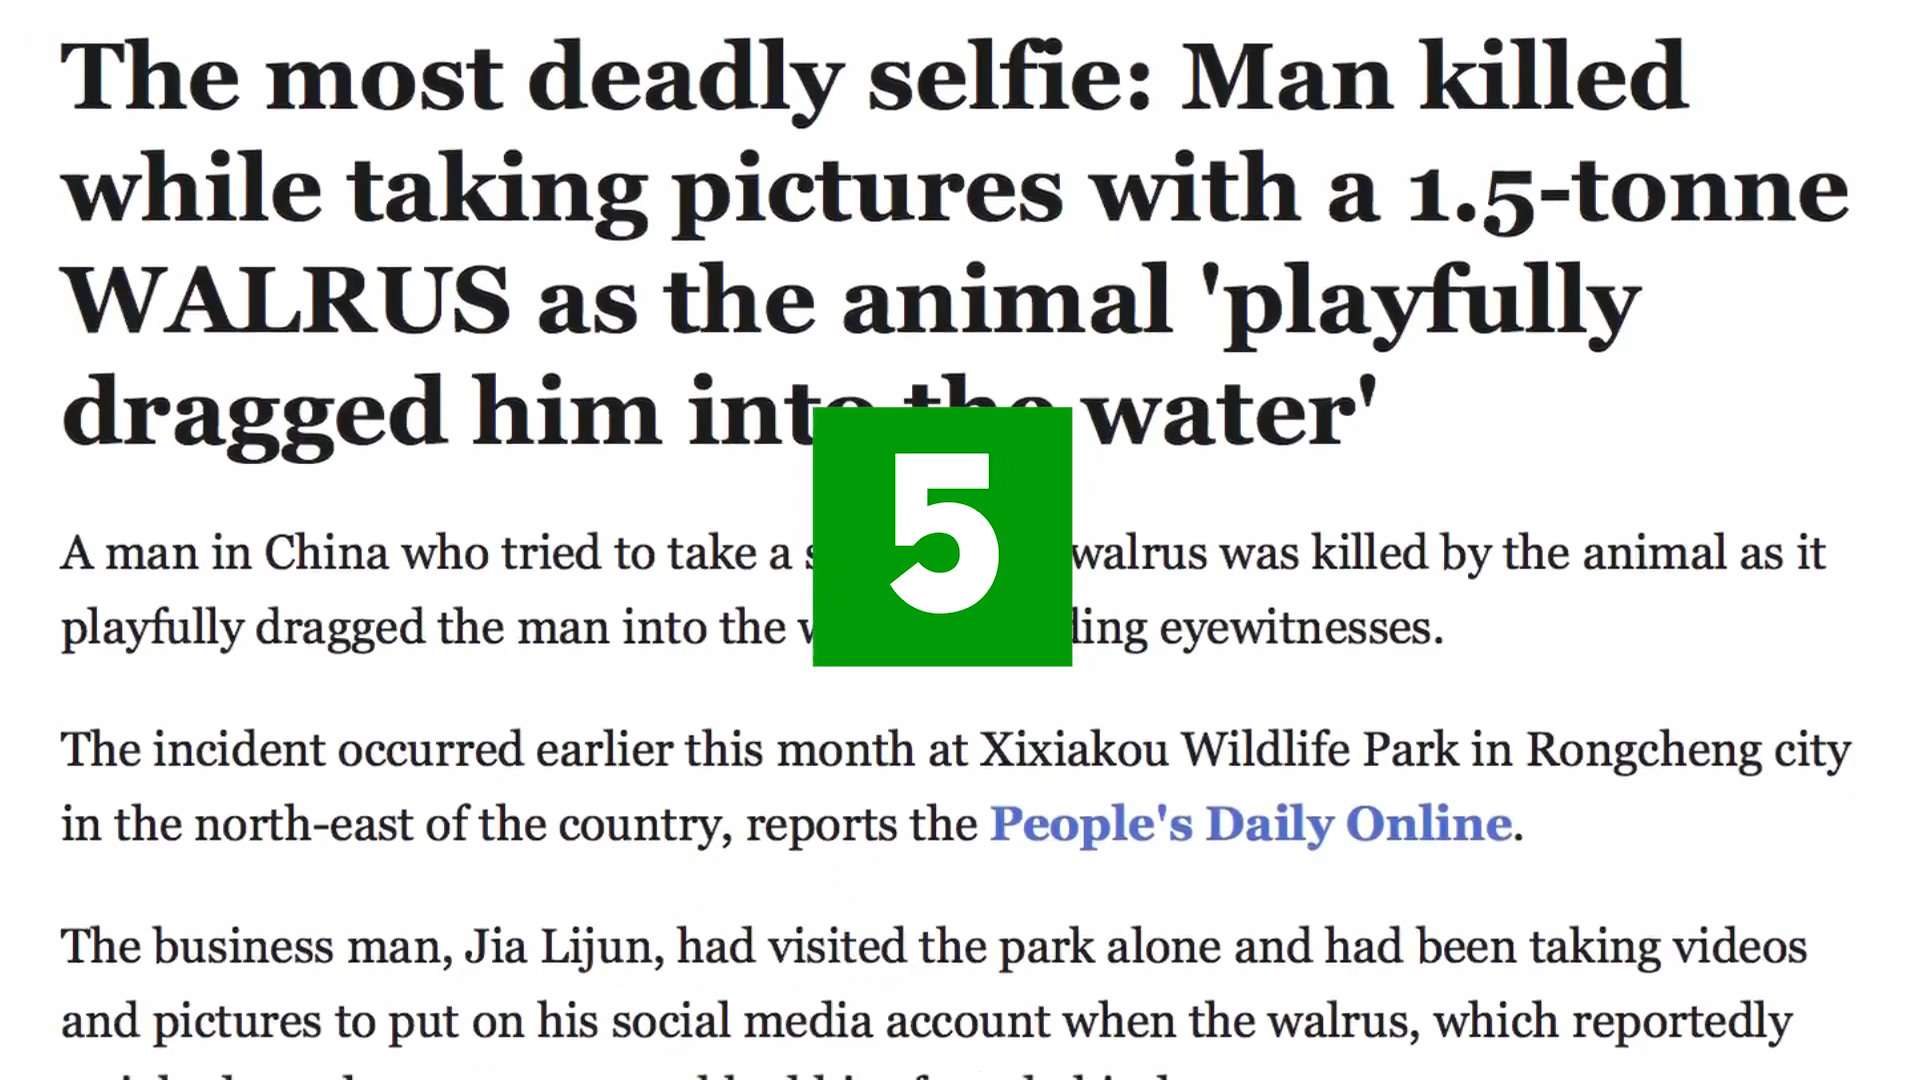 The most deadly selfie: Man killed
while taking pictures with a 1.5-tonne
WALRUS as the animal 'playfully
dragged him into the water'
5
A man in China who tried to take a walrus was killed by the animal as it
playfully dragged the man into the eyewitnesses.
The incident occurred earlier this month at Xixiakou Wildlife Park in Rongcheng city
in the north-east of the country, reports the People's Daily Online.
The business man, Jia Lijun, had visited the park alone and had been taking videos
and pictures to put on his social media account when the walrus, which reportedly